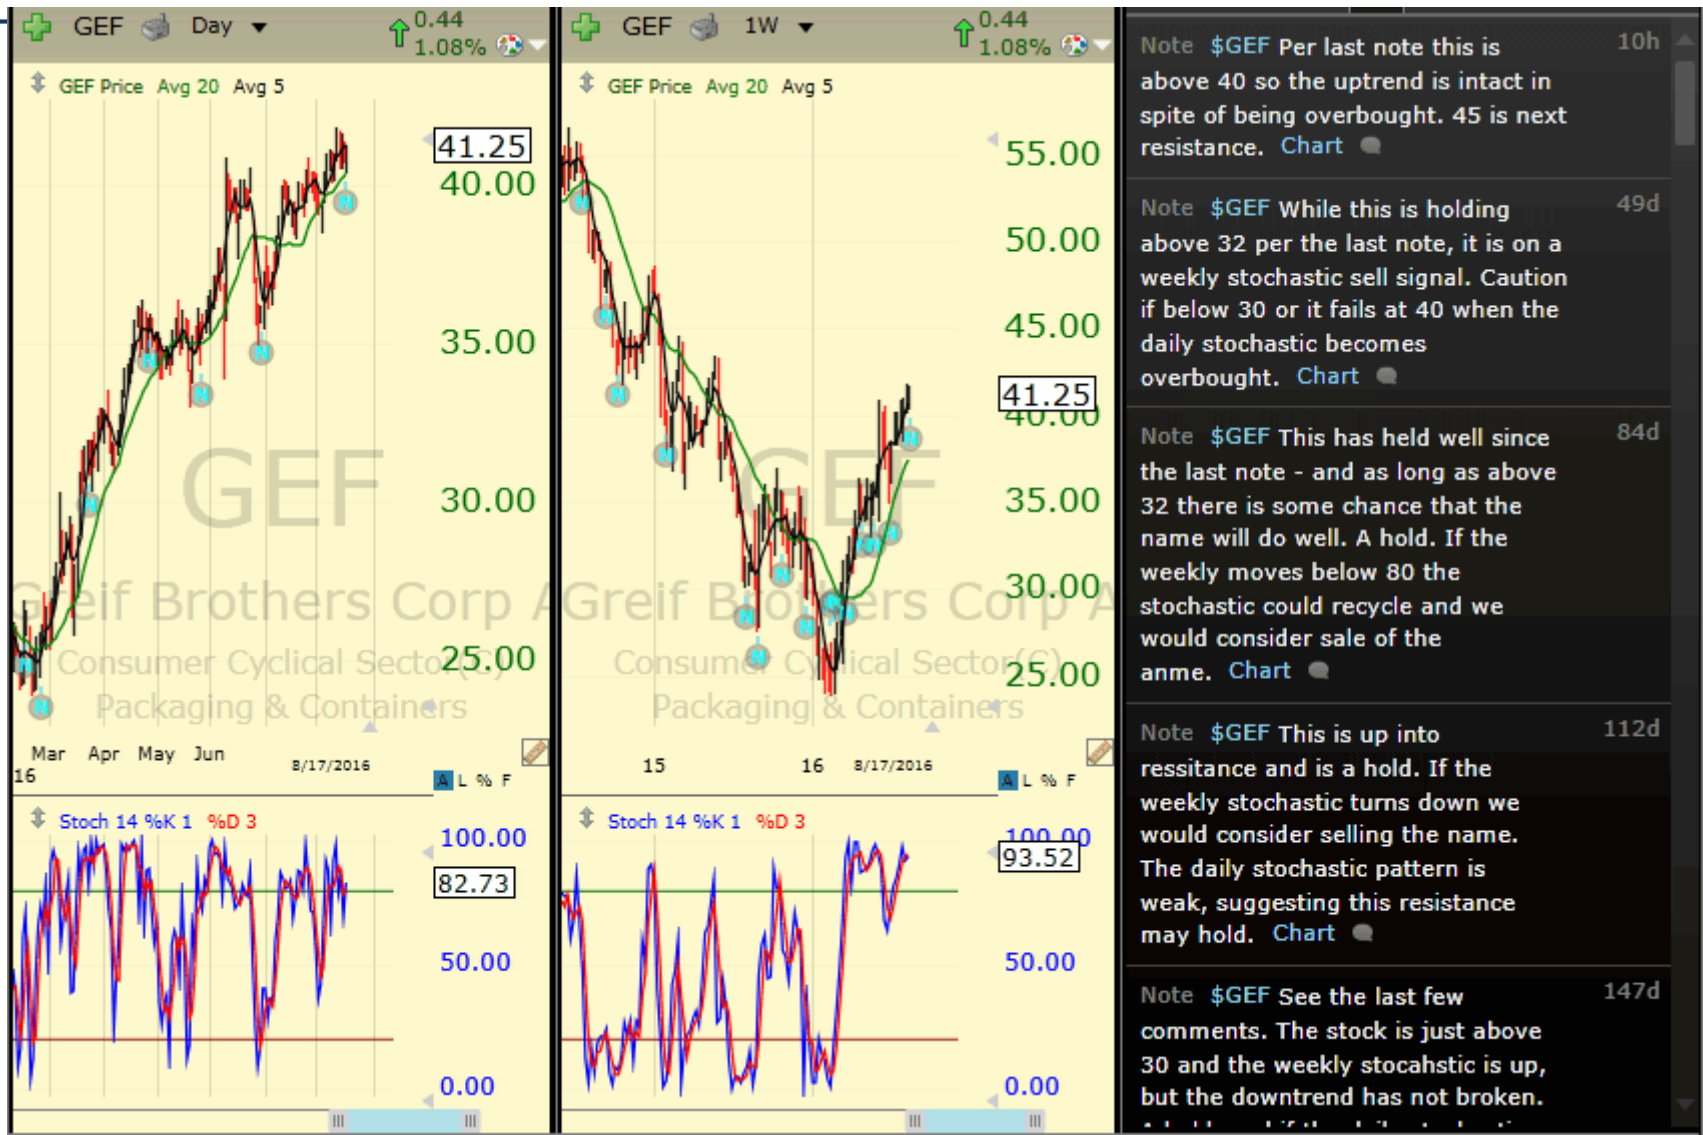 GEF Day 0.44
1.08%
GEF Price Avg 20 Avg 5
41.25
40.00
35.00
30.00
25.00
GEF
Greif Brothers Corp A
Consumer Cyclical Sector(C)
Packaging & Containers
N
N
N
N
N
N
N
N
Mar Apr May Jun 8/17/2016
16
A L % F
Stoch 14 %K 1 %D 3
100.00
82.73
50.00
0.00
GEF 1W 0.44
1.08%
GEF Price Avg 20 Avg 5
55.00
50.00
45.00
41.25
40.00
35.00
30.00
25.00
GEF
Greif Brothers Corp A
Consumer Cyclical Sector(C)
Packaging & Containers
N
N
N
N
N
N
N
N
N
N
N
N
N
N
15 16 8/17/2016
A L % F
Stoch 14 %K 1 %D 3
100.00
93.52
50.00
0.00
Note $GEF Per last note this is 10h
above 40 so the uptrend is intact in
spite of being overbought. 45 is next
resistance. Chart
Note $GEF While this is holding 49d
above 32 per the last note, it is on a
weekly stochastic sell signal. Caution
if below 30 or it fails at 40 when the
daily stochastic becomes
overbought. Chart
Note $GEF This has held well since 84d
the last note - and as long as above
32 there is some chance that the
name will do well. A hold. If the
weekly moves below 80 the
stochastic could recycle and we
would consider sale of the
anme. Chart
Note $GEF This is up into 112d
ressitance and is a hold. If the
weekly stochastic turns down we
would consider selling the name.
The daily stochastic pattern is
weak, suggesting this resistance
may hold. Chart
Note $GEF See the last few 147d
comments. The stock is just above
30 and the weekly stocahstic is up,
but the downtrend has not broken.